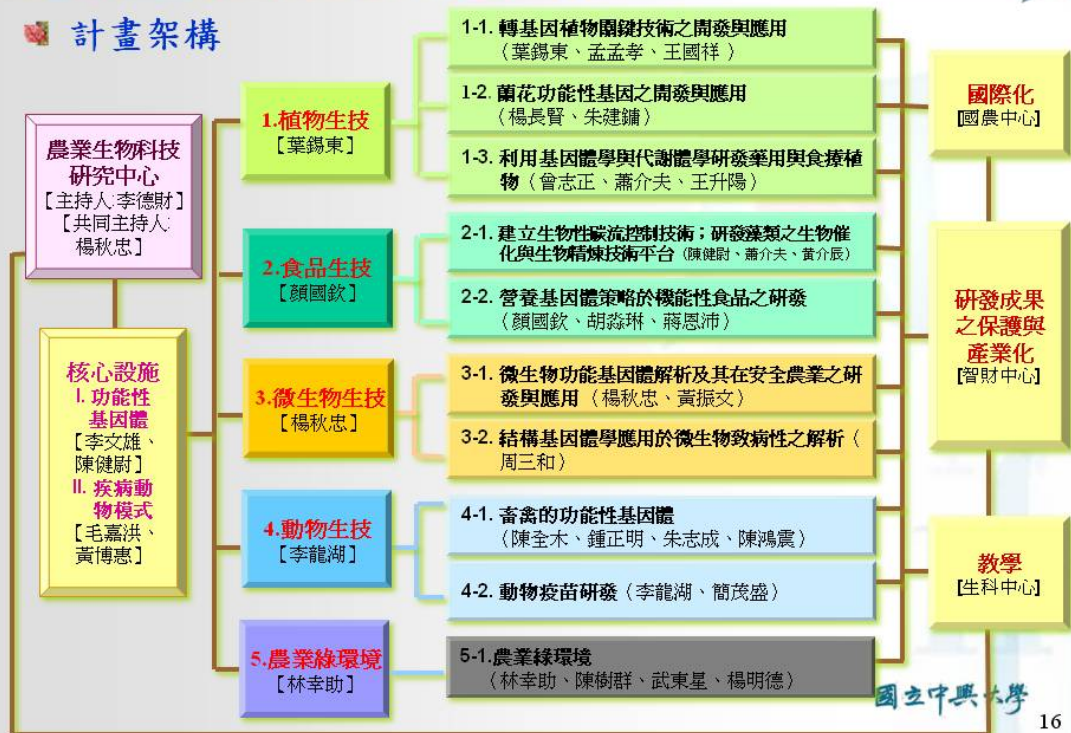 計畫架構
農業生物科技
研究中心
【主持人:李德財】
【共同主持人:
楊秋忠】
核心設施
I. 功能性
基因體
【李文雄、
陳健尉】
II. 疾病動
物模式
【毛嘉洪、
黃博惠】
1.植物生技
【葉錫東】
2.食品生技
【顏國欽】
3.微生物生技
【楊秋忠】
4.動物生技
【李龍湖】
5.農業綠環境
【林幸助】
1-1. 轉基因植物關鍵技術之開發與應用
(葉錫東、孟孟孝、王國祥 )
1-2. 蘭花功能性基因之開發與應用
(楊長賢、朱建鏞)
1-3. 利用基因體學與代謝體學研發藥用與食療植
物(曾志正、蕭介夫、王升陽)
2-1. 建立生物性碳流控制技術；研發藻類之生物催
化與生物精煉技術平台(陳健尉、蕭介夫、黃介辰)
2-2. 營養基因體策略於機能性食品之研發
(顏國欽、胡淼琳、蔣恩沛)
3-1. 微生物功能基因體解析及其在安全農業之研
發與應用(楊秋忠、黃振文)
3-2. 結構基因體學應用於微生物致病性之解析(
周三和)
4-1. 畜禽的功能性基因體
(陳全木、鍾正明、朱志成、陳鴻震)
4-2. 動物疫苗研發(李龍湖、簡茂盛)
5-1.農業綠環境
(林幸助、陳樹群、武東星、楊明德)
國際化
[國農中心]
研發成果
之保護與
產業化
[智財中心]
教學
[生科中心]
國立中興大學
16